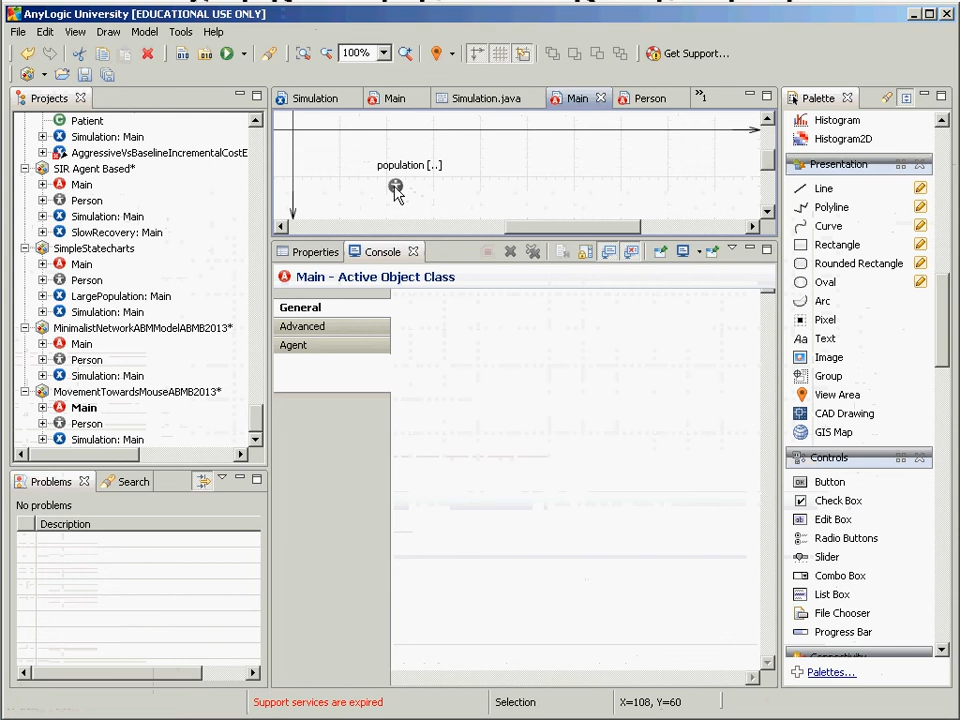 AnyLogic University [EDUCATIONAL USE ONLY]
File Edit View Draw Model Tools Help
100% Get Support...
Projects
Patient
Simulation: Main
AggressiveVsBaselineIncrementalCostE
SIR Agent Based*
Main
Person
Simulation: Main
SlowRecovery: Main
SimpleStatecharts
Main
Person
LargePopulation: Main
Simulation: Main
MinimalistNetworkABMModelABMB2013*
Main
Person
Simulation: Main
MovementTowardsMouseABMB2013*
Main
Person
Simulation: Main
Problems Search
No problems
Description
Simulation Main Simulation.java Main Person »1
population [..]
Properties Console
Main - Active Object Class
General
Advanced
Agent
Palette
Histogram
Histogram2D
Presentation
Line
Polyline
Curve
Rectangle
Rounded Rectangle
Oval
Arc
Pixel
Aa Text
Image
Group
View Area
CAD Drawing
GIS Map
Controls
OK Button
Check Box
ab Edit Box
Radio Buttons
Slider
Combo Box
List Box
File Chooser
Progress Bar
Palettes...
Support services are expired Selection X=108, Y=60